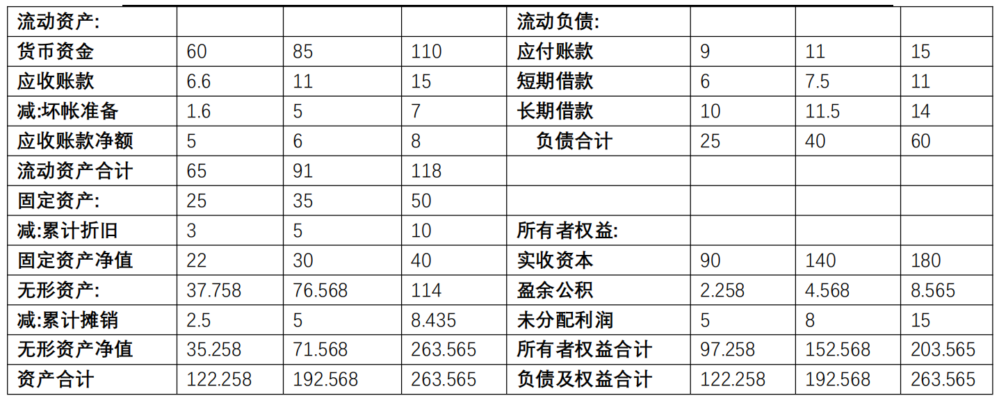 流动资产: 流动负债:
货币资金 60 85 110 应付账款 9 11 15
应收账款 6.6 11 15 短期借款 6 7.5 11
减:坏帐准备 1.6 5 7 长期借款 10 11.5 14
应收账款净额 5 6 8 负债合计 25 40 60
流动资产合计 65 91 118
固定资产: 25 35 50
减:累计折旧 3 5 10 所有者权益:
固定资产净值 22 30 40 实收资本 90 140 180
无形资产: 37.758 76.568 114 盈余公积 2.258 4.568 8.565
减:累计摊销 2.5 5 8.435 未分配利润 5 8 15
无形资产净值 35.258 71.568 263.565 所有者权益合计 97.258 152.568 203.565
资产合计 122.258 192.568 263.565 负债及权益合计 122.258 192.568 263.565